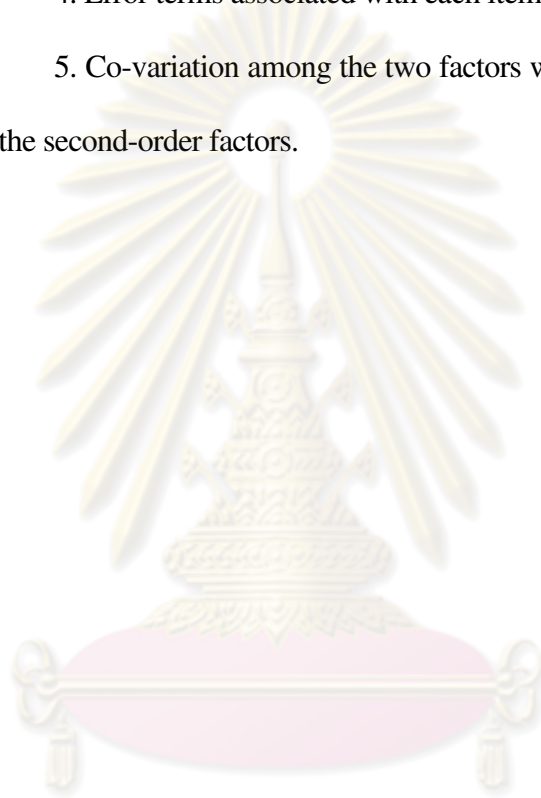 4. Error terms associated with each item
5. Co-variation among the two factors
the second-order factors.